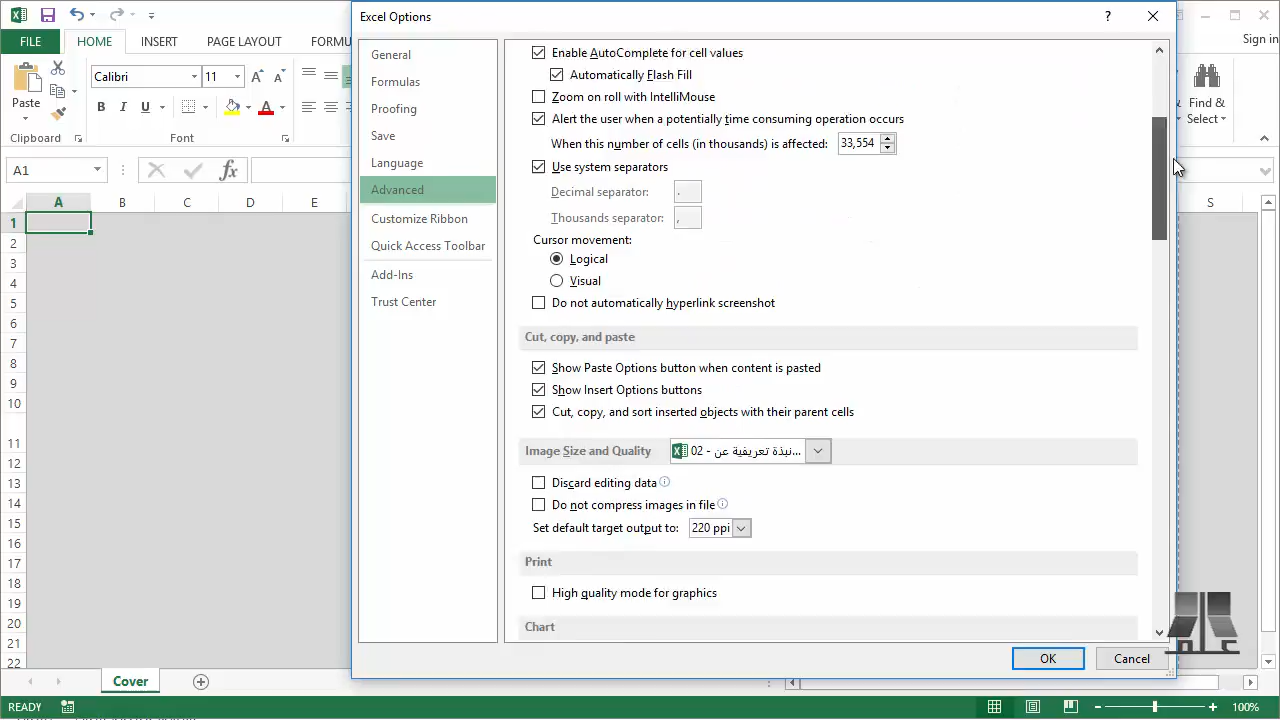 Excel Options
?
FILE
HOME
INSERT
PAGE LAYOUT
FORMU
Sign in
Paste
Calibri
11
B I U
A
Find &
Select
Clipboard
Font
A1
fx
A B C D E S
1
2
3
4
5
6
7
8
9
10
11
12
13
14
15
16
17
18
19
20
21
22
General
Formulas
Proofing
Save
Language
Advanced
Customize Ribbon
Quick Access Toolbar
Add-Ins
Trust Center
Enable AutoComplete for cell values
Automatically Flash Fill
Zoom on roll with IntelliMouse
Alert the user when a potentially time consuming operation occurs
When this number of cells (in thousands) is affected: 33,554
Use system separators
Decimal separator: .
Thousands separator: ,
Cursor movement:
Logical
Visual
Do not automatically hyperlink screenshot
Cut, copy, and paste
Show Paste Options button when content is pasted
Show Insert Options buttons
Cut, copy, and sort inserted objects with their parent cells
Image Size and Quality
02 - نبذة تعريفية عن...
Discard editing data
Do not compress images in file
Set default target output to: 220 ppi
Print
High quality mode for graphics
Chart
OK
Cancel
Cover
READY
100%